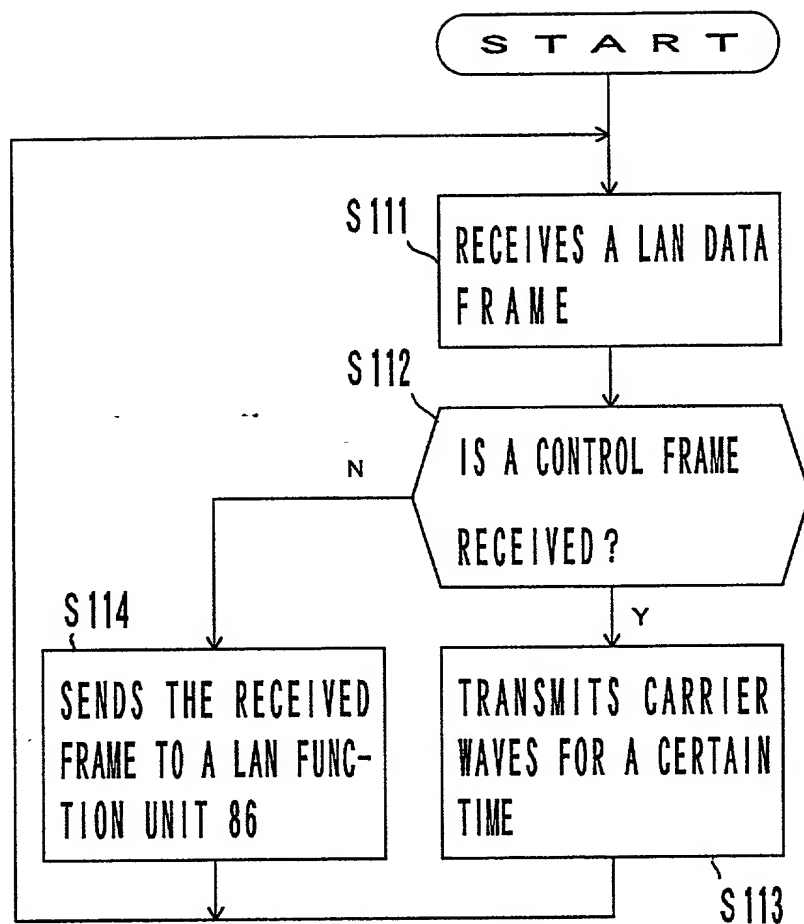 START
S111
RECEIVES A LAN DATA
FRAME
S112
IS A CONTROL FRAME
RECEIVED?
N
Y
S114
SENDS THE RECEIVED
FRAME TO A LAN FUNC-
TION UNIT 86
TRANSMITS CARRIER
WAVES FOR A CERTAIN
TIME
S113